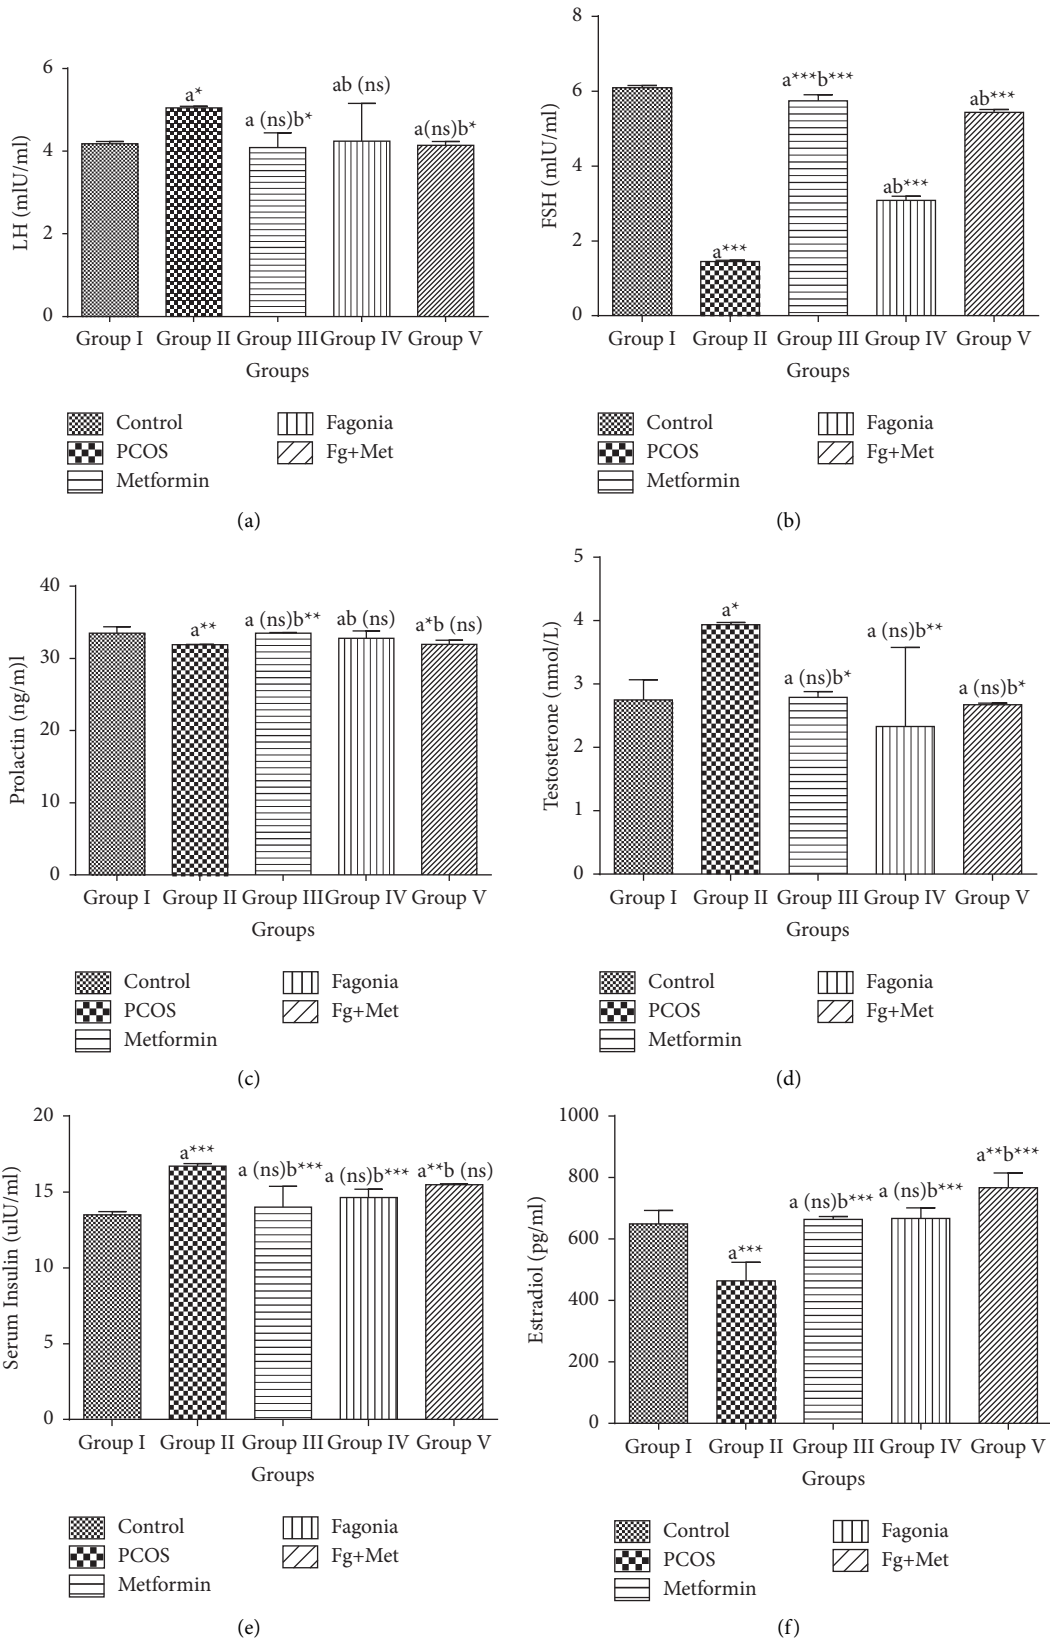 LH (mlU/ml)
6
4
2
0
a*
a (ns)b*
ab (ns)
a(ns)b*
Group I Group II Group III Group IV Group V
Groups
Control
PCOS
Metformin
Fagonia
Fg+Met
(a)
FSH (mlU/ml)
8
6
4
2
0
a***
a***b***
ab***
ab***
Group I Group II Group III Group IV Group V
Groups
Control
PCOS
Metformin
Fagonia
Fg+Met
(b)
Prolactin (ng/m)l
40
30
20
10
0
a**
a (ns)b**
ab (ns)
a*b (ns)
Group I Group II Group III Group IV Group V
Groups
Control
PCOS
Metformin
Fagonia
Fg+Met
(c)
Testosterone (nmol/L)
5
4
3
2
1
0
a*
a (ns)b*
a (ns)b**
a (ns)b*
Group I Group II Group III Group IV Group V
Groups
Control
PCOS
Metformin
Fagonia
Fg+Met
(d)
Serum Insulin (ulU/ml)
20
15
10
5
0
a***
a (ns)b***
a (ns)b***
a**b (ns)
Group I Group II Group III Group IV Group V
Groups
Control
PCOS
Metformin
Fagonia
Fg+Met
(e)
Estradiol (pg/ml)
1000
800
600
400
200
0
a***
a (ns)b***
a (ns)b***
a**b***
Group I Group II Group III Group IV Group V
Groups
Control
PCOS
Metformin
Fagonia
Fg+Met
(f)